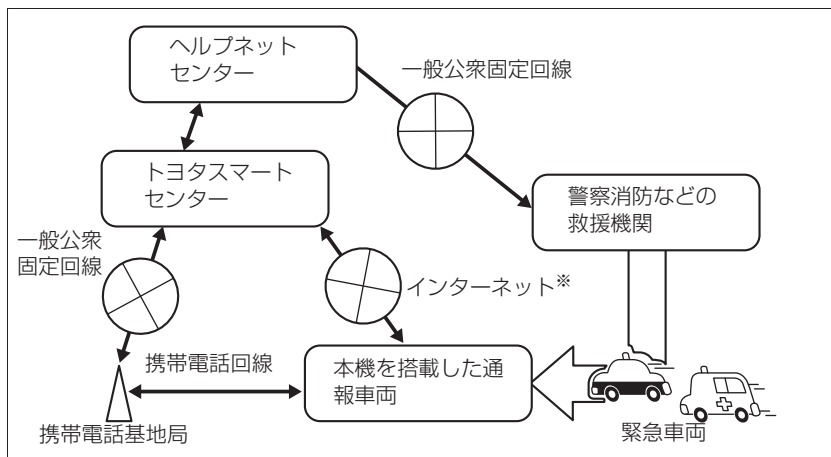 ヘルプネット
センター
一般公衆固定回線
トヨタスマート
センター
警察消防などの
救援機関
一般公衆
固定回線
インターネット※
携帯電話回線
本機を搭載した通
報車両
携帯電話基地局
緊急車両